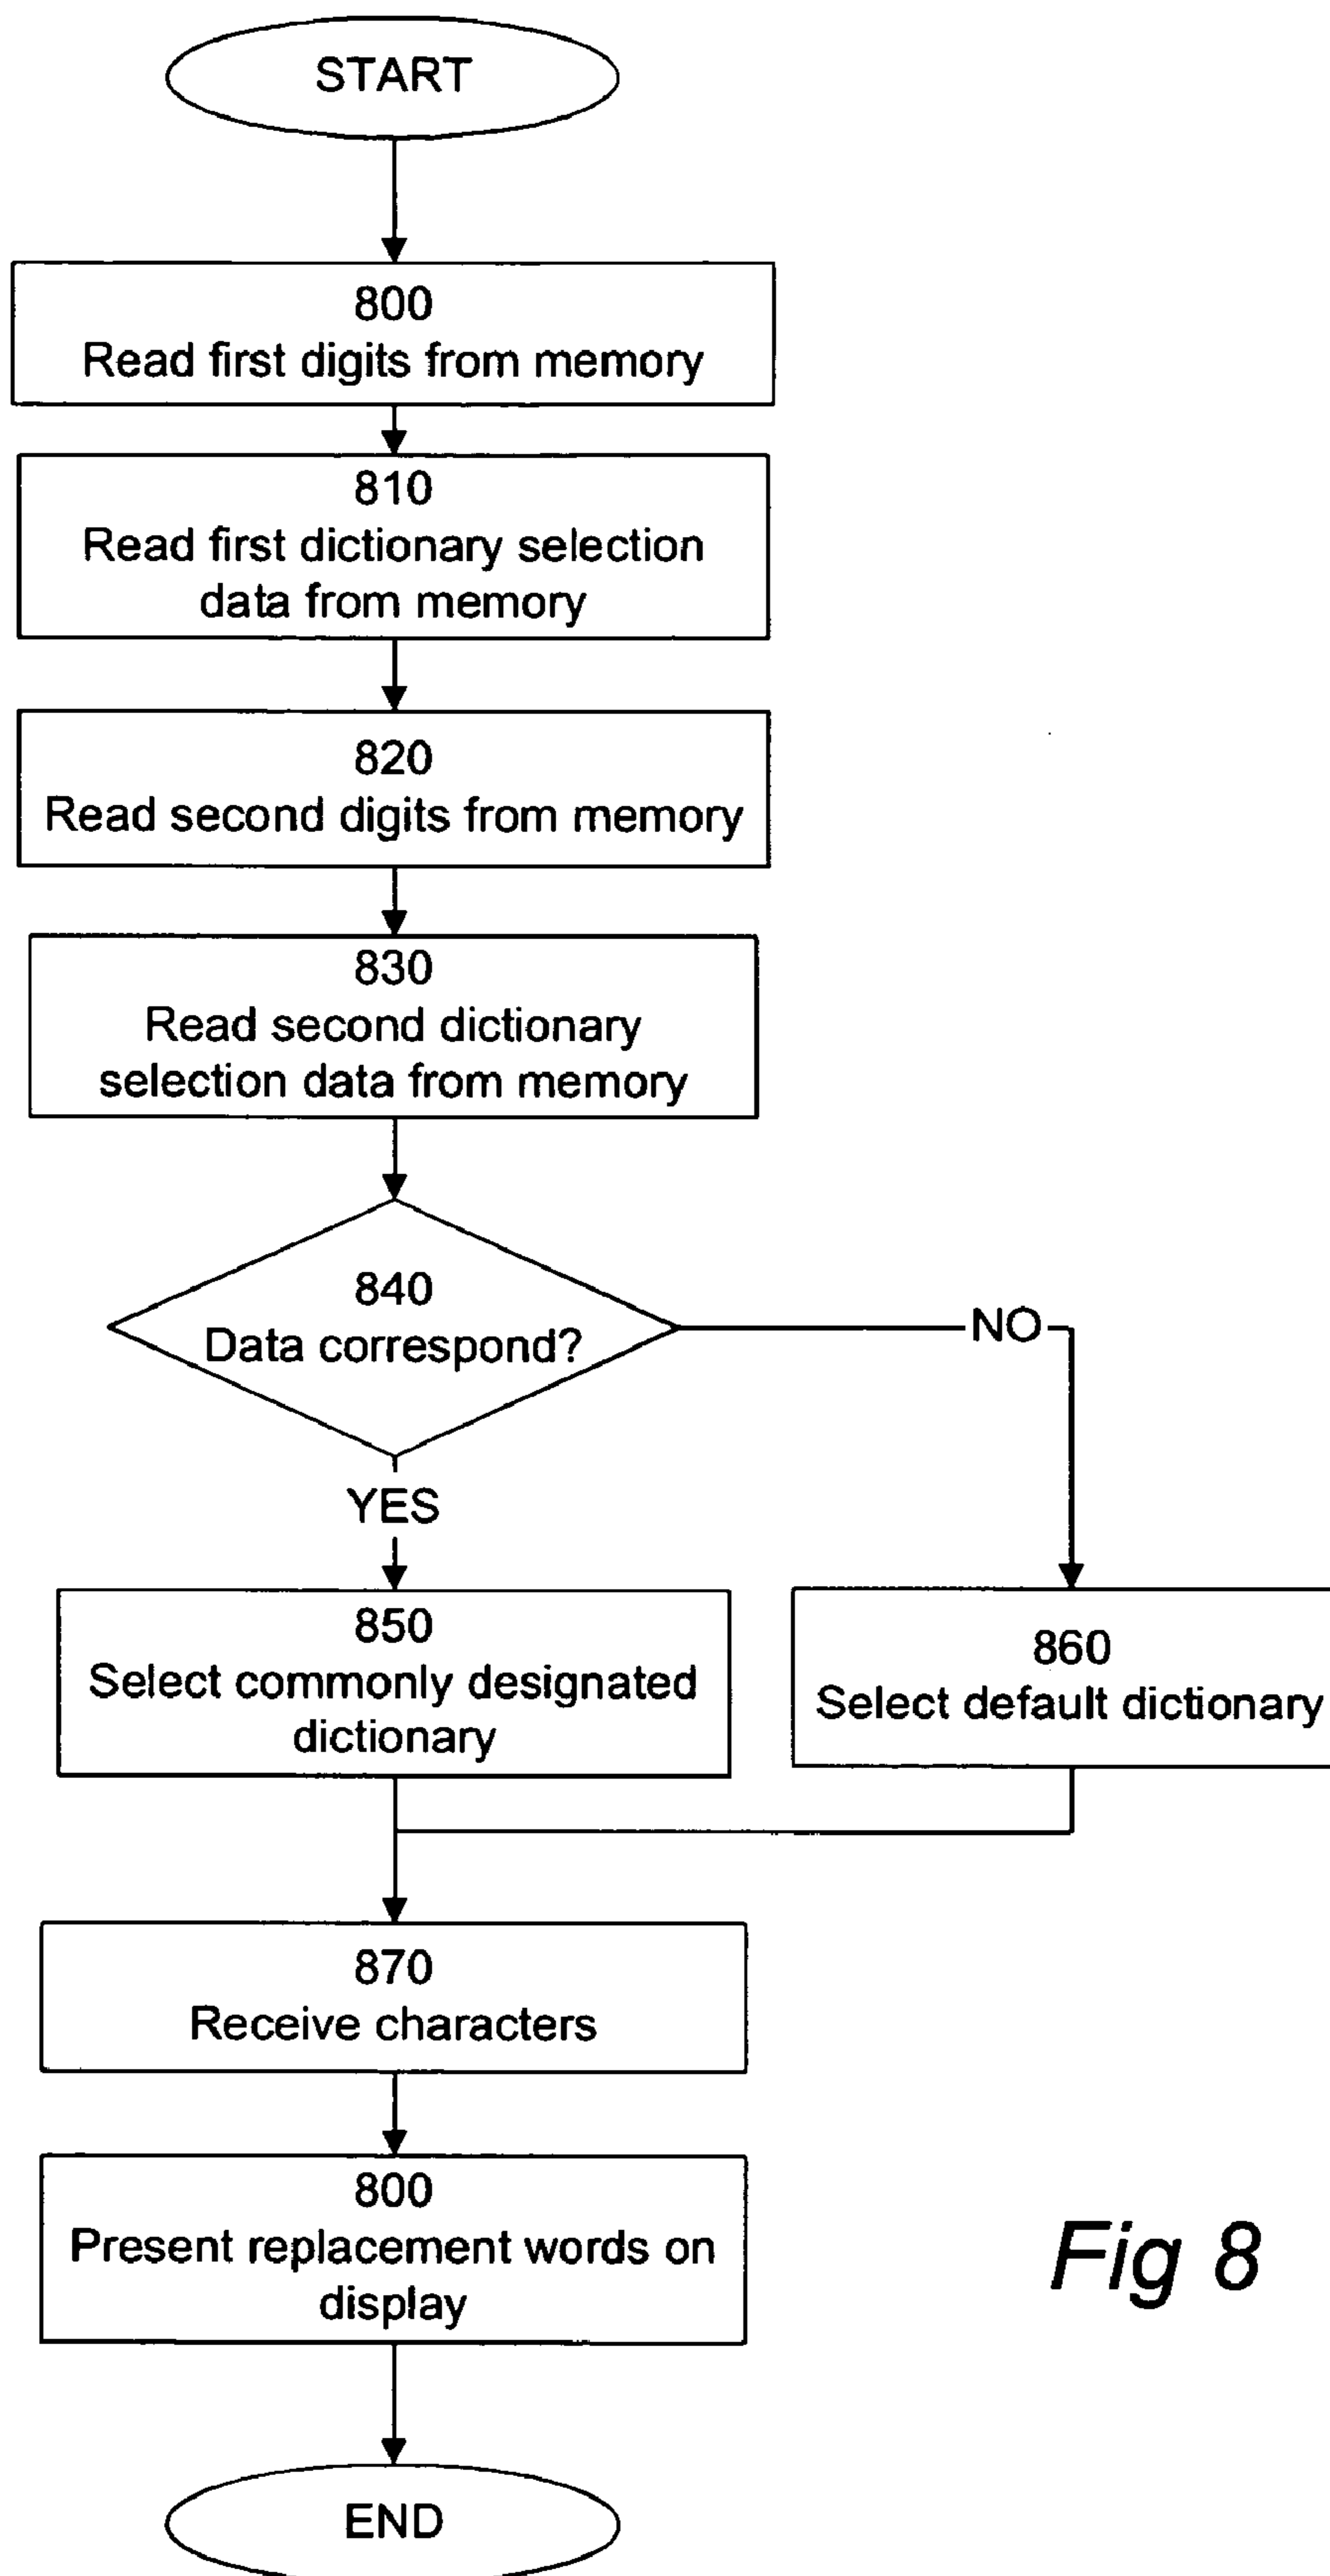 START
800
Read first digits from memory
810
Read first dictionary selection
data from memory
820
Read second digits from memory
830
Read second dictionary
selection data from memory
840
Data correspond?
NO
YES
850
Select commonly designated
dictionary
860
Select default dictionary
870
Receive characters
800
Present replacement words on
display
Fig 8
END